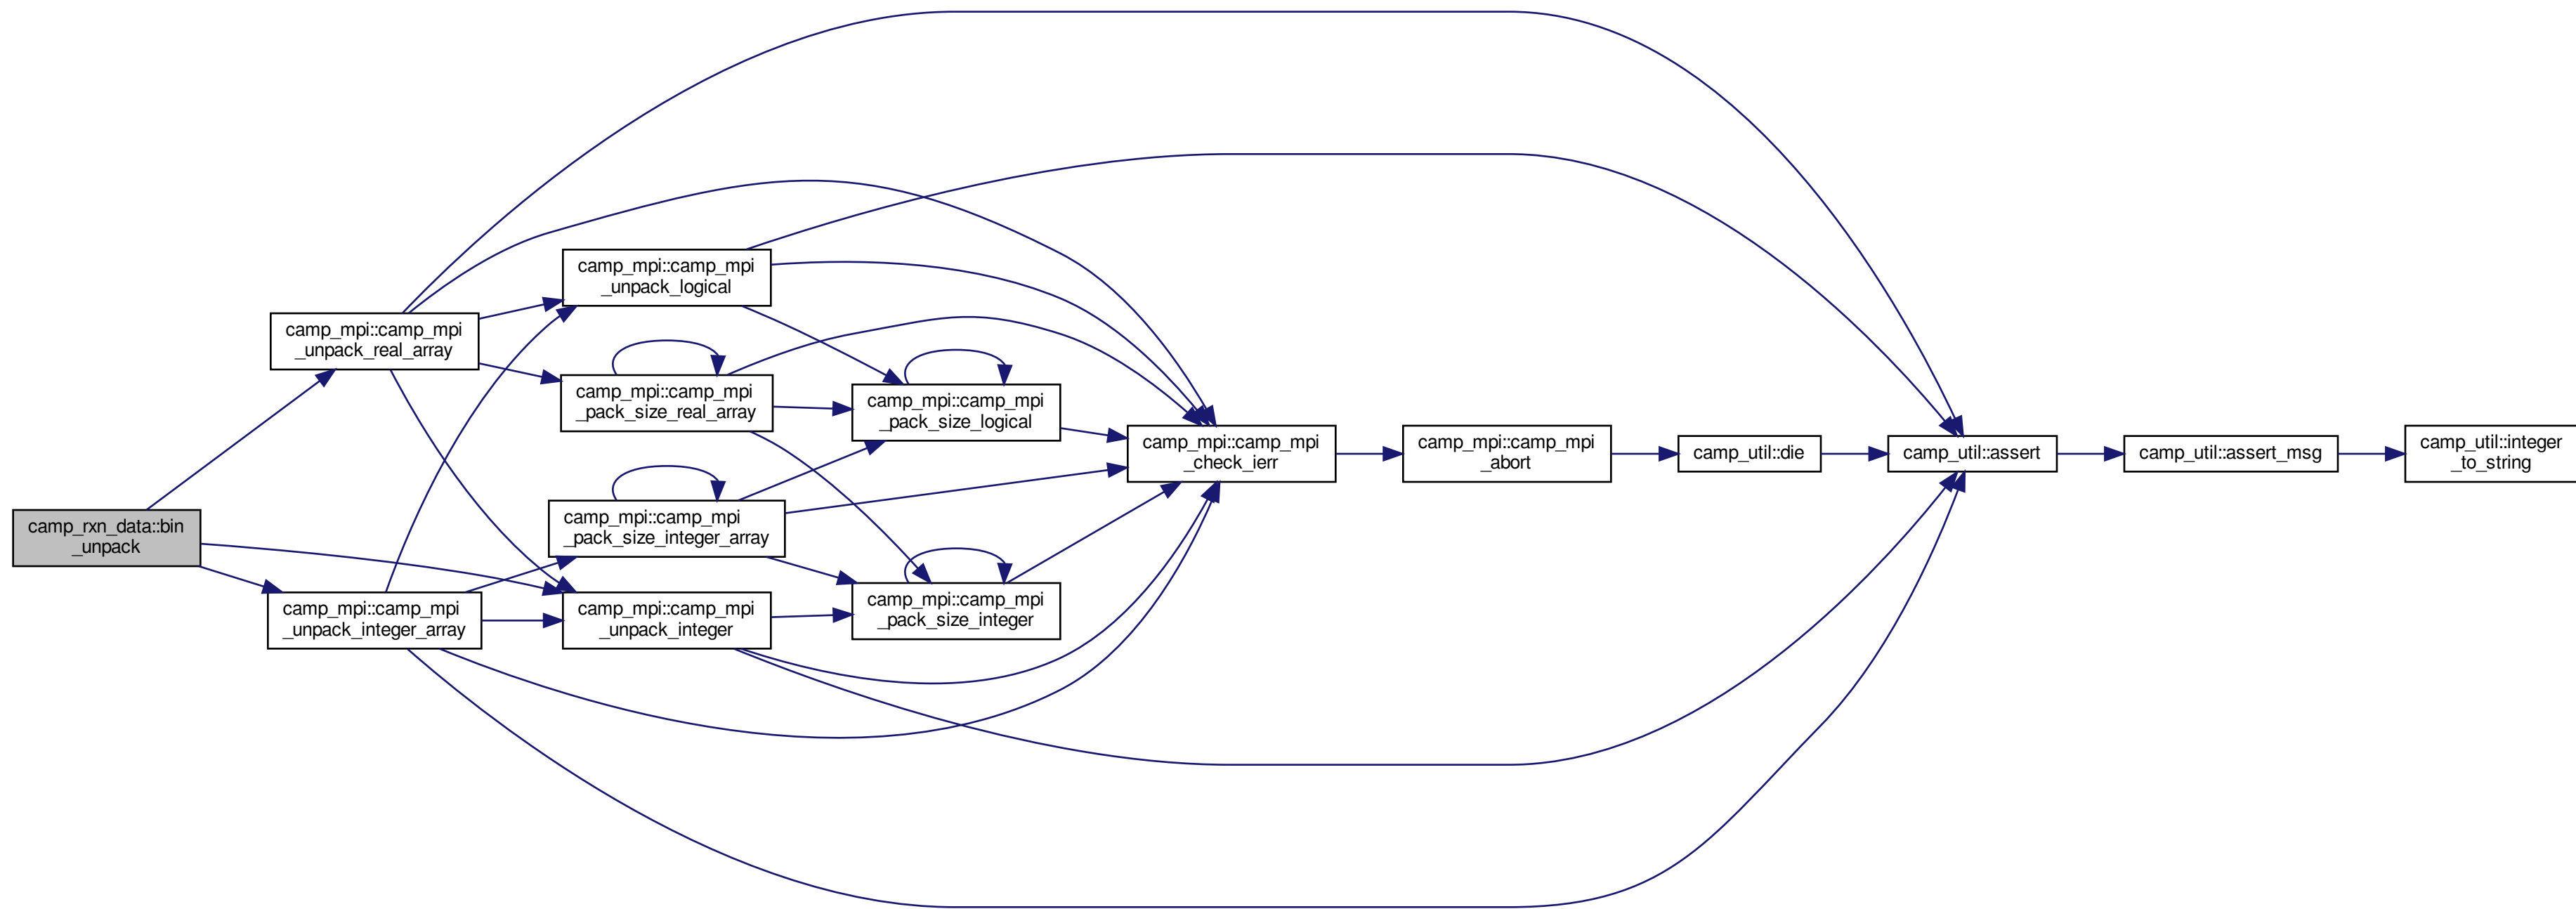 camp_rxn_data::bin
_unpack
camp_mpi::camp_mpi
_unpack_real_array
camp_mpi::camp_mpi
_unpack_integer_array
camp_mpi::camp_mpi
_unpack_logical
camp_mpi::camp_mpi
_pack_size_real_array
camp_mpi::camp_mpi
_pack_size_integer_array
camp_mpi::camp_mpi
_unpack_integer
camp_mpi::camp_mpi
_pack_size_logical
camp_mpi::camp_mpi
_pack_size_integer
camp_mpi::camp_mpi
_check_ierr
camp_mpi::camp_mpi
_abort
camp_util::die
camp_util::assert
camp_util::assert_msg
camp_util::integer
_to_string